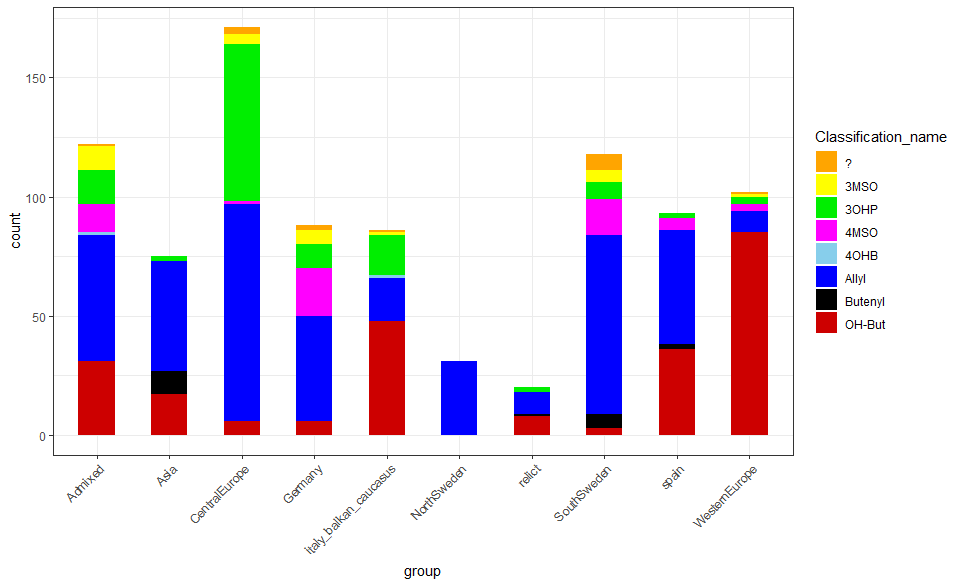 150
100
50
0
count
Admixed
Asia
CentralEurope
Germany
Italy_balkan_caucasus
NorthSweden
relict
SouthSweden
spain
WesternEurope
group
Classification_name
?
3MSO
3OHP
4MSO
4OHB
Allyl
Butenyl
OH-But